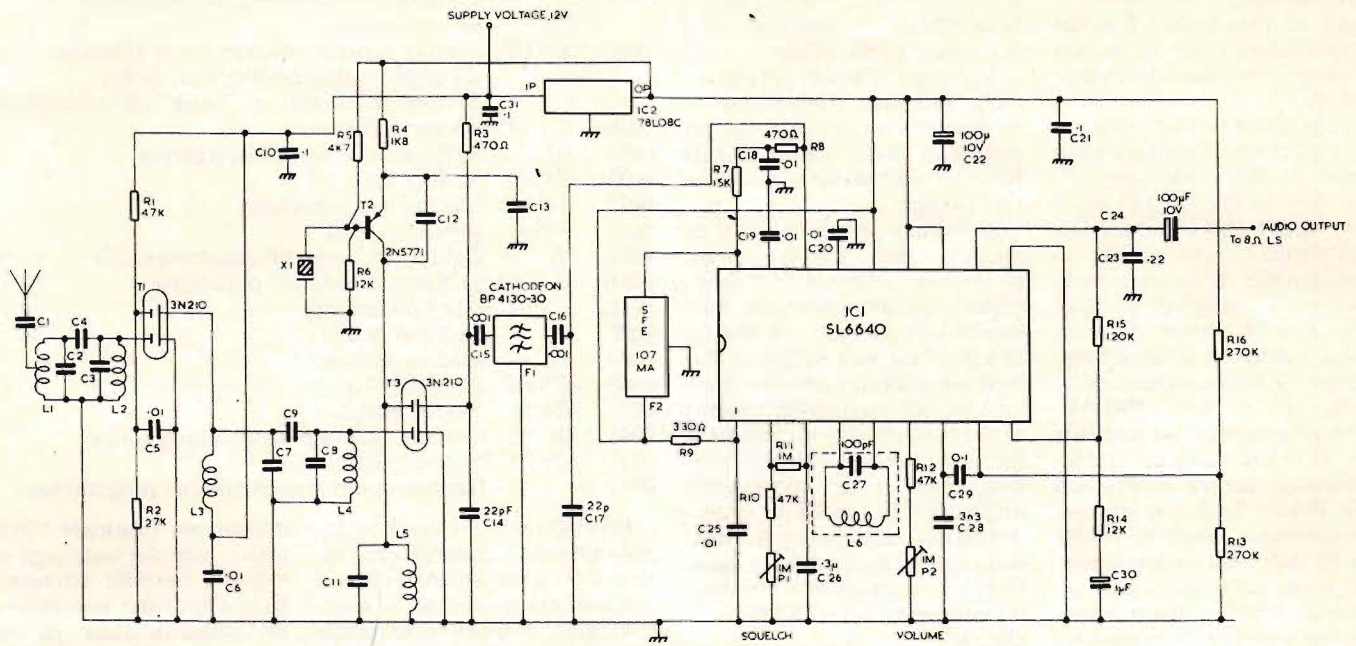 SUPPLY VOLTAGE, 12V
IP
OP
C31
.1
IC2
78L08C
R5
4K7
R4
1K8
R3
470Ω
C10
.1
100μ
10V
C22
.1
C21
470Ω
R8
C18
.01
R7
15K
R1
47K
T2
2N5771
C12
C13
C19
.01
.01
C20
C24
100μF
10V
AUDIO OUTPUT
To 8Ω LS
C23
.22
X1
R6
12K
CATHODEON
BP 4130-30
T1
3N210
C1
C4
C2
C3
L1
L2
.001
C15
F1
C16
.001
SFE
10.7
MA
F2
IC1
SL6640
R15
120K
R16
270K
T3
3N210
.01
C5
C9
C7
C8
L3
L4
330Ω
R9
R11
1M
100pF
C27
L6
R12
47K
0.1
C29
R2
27K
R10
47K
3n3
C28
R14
12K
R13
270K
22pF
C14
22p
C17
C25
.01
.01
C6
C11
L5
1M
P1
.3μ
C26
1M
P2
C30
1μF
SQUELCH
VOLUME